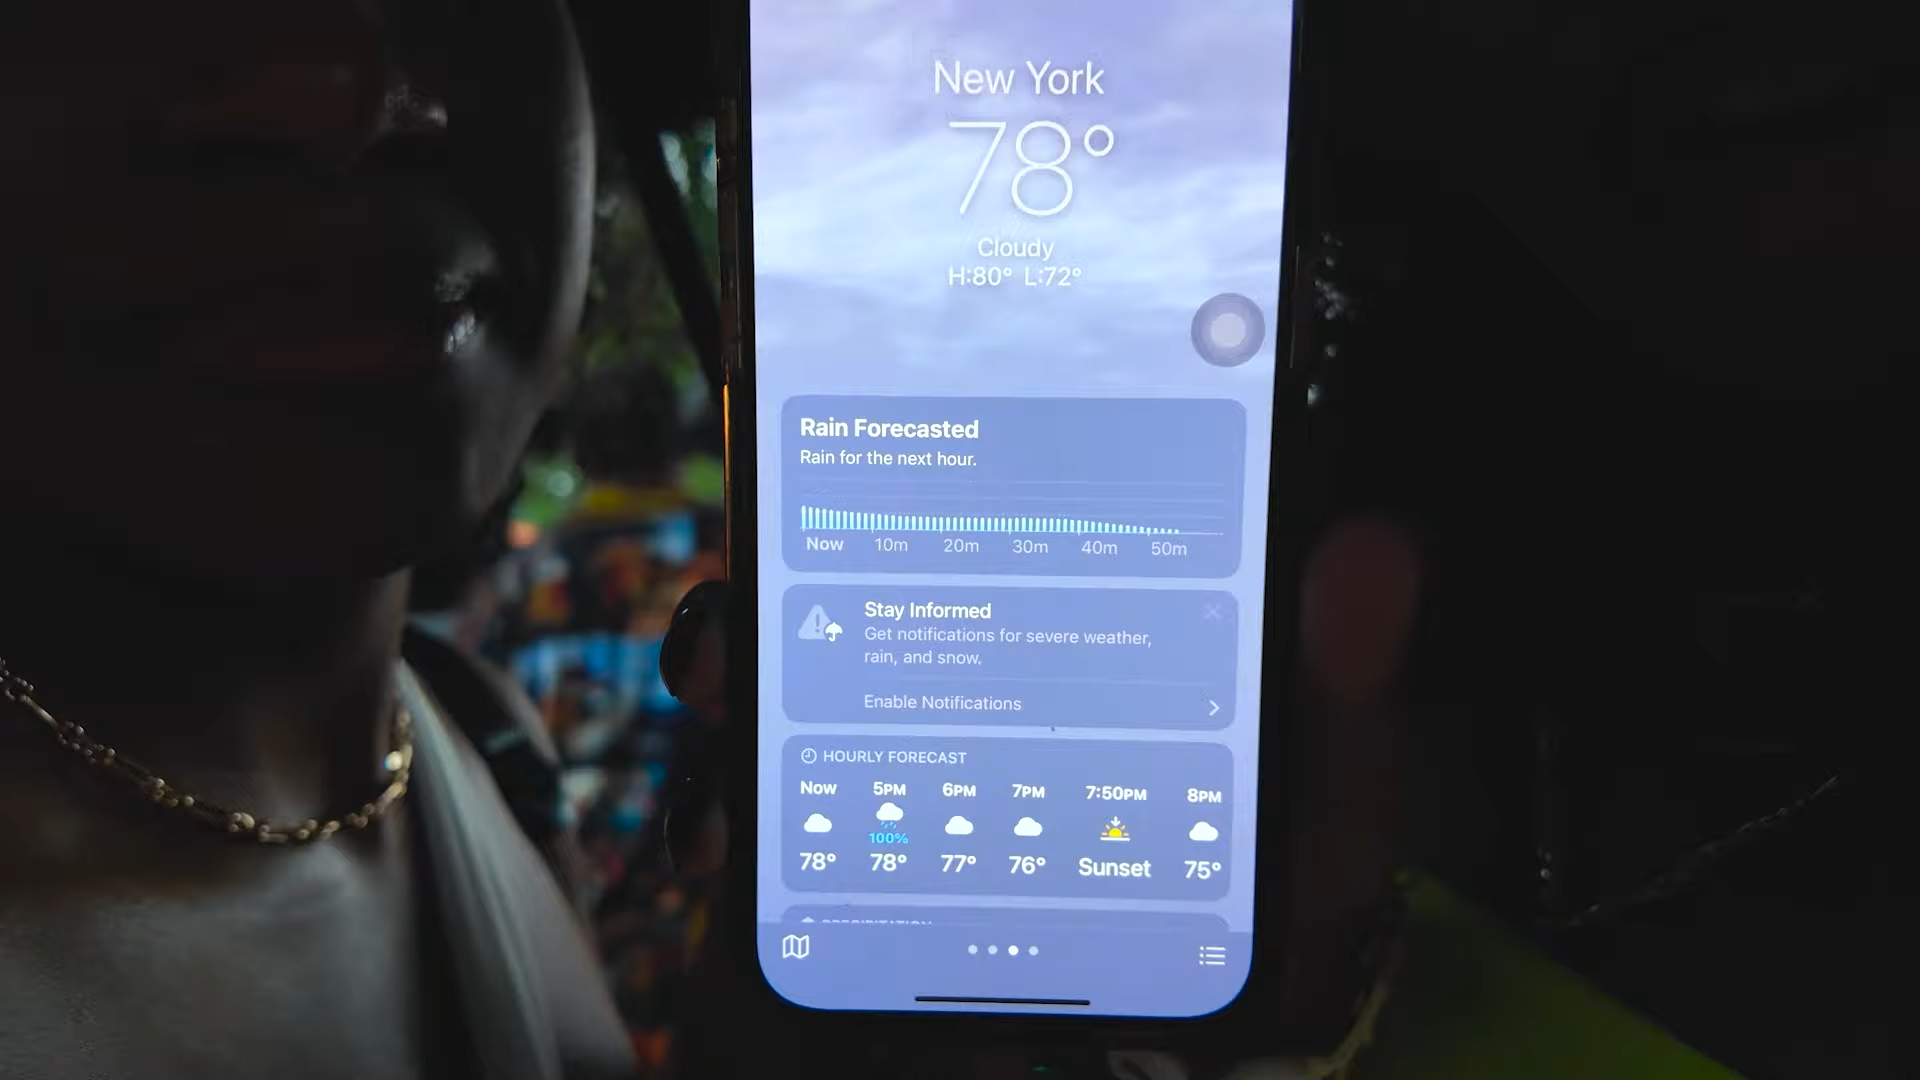 New York
78°
Cloudy
H:80° L:72°
Rain Forecasted
Rain for the next hour.
Now 10m 20m 30m 40m 50m
Stay Informed
Get notifications for severe weather,
rain, and snow.
Enable Notifications
HOURLY FORECAST
Now 5PM 6PM 7PM 7:50PM 8PM
100%
78° 78° 77° 76° Sunset 75°
PRECIPITATION